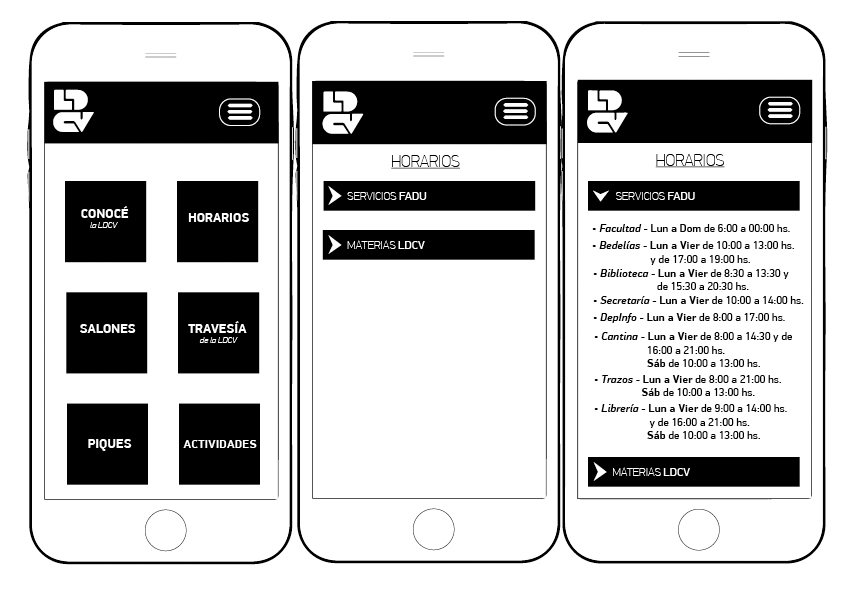 LDCV
CONOCÉ
la LDCV
HORARIOS
SALONES
TRAVESÍA
de la LDCV
PIQUES
ACTIVIDADES
LDCV
HORARIOS
SERVICIOS FADU
MATERIAS LDCV
LDCV
HORARIOS
SERVICIOS FADU
• Facultad - Lun a Dom de 6:00 a 00:00 hs.
• Bedelías - Lun a Vier de 10:00 a 13:00 hs.
y de 17:00 a 19:00 hs.
• Biblioteca - Lun a Vier de 8:30 a 13:30 y
de 15:30 a 20:30 hs.
• Secretaría - Lun a Vier de 10:00 a 14:00 hs.
• DepInfo - Lun a Vier de 8:00 a 17:00 hs.
• Cantina - Lun a Vier de 8:00 a 14:30 y de
16:00 a 21:00 hs.
Sáb de 10:00 a 13:00 hs.
• Trazos - Lun a Vier de 8:00 a 21:00 hs.
Sáb de 10:00 a 13:00 hs.
• Librería - Lun a Vier de 9:00 a 14:00 hs.
y de 16:00 a 21:00 hs.
Sáb de 10:00 a 13:00 hs.
MATERIAS LDCV